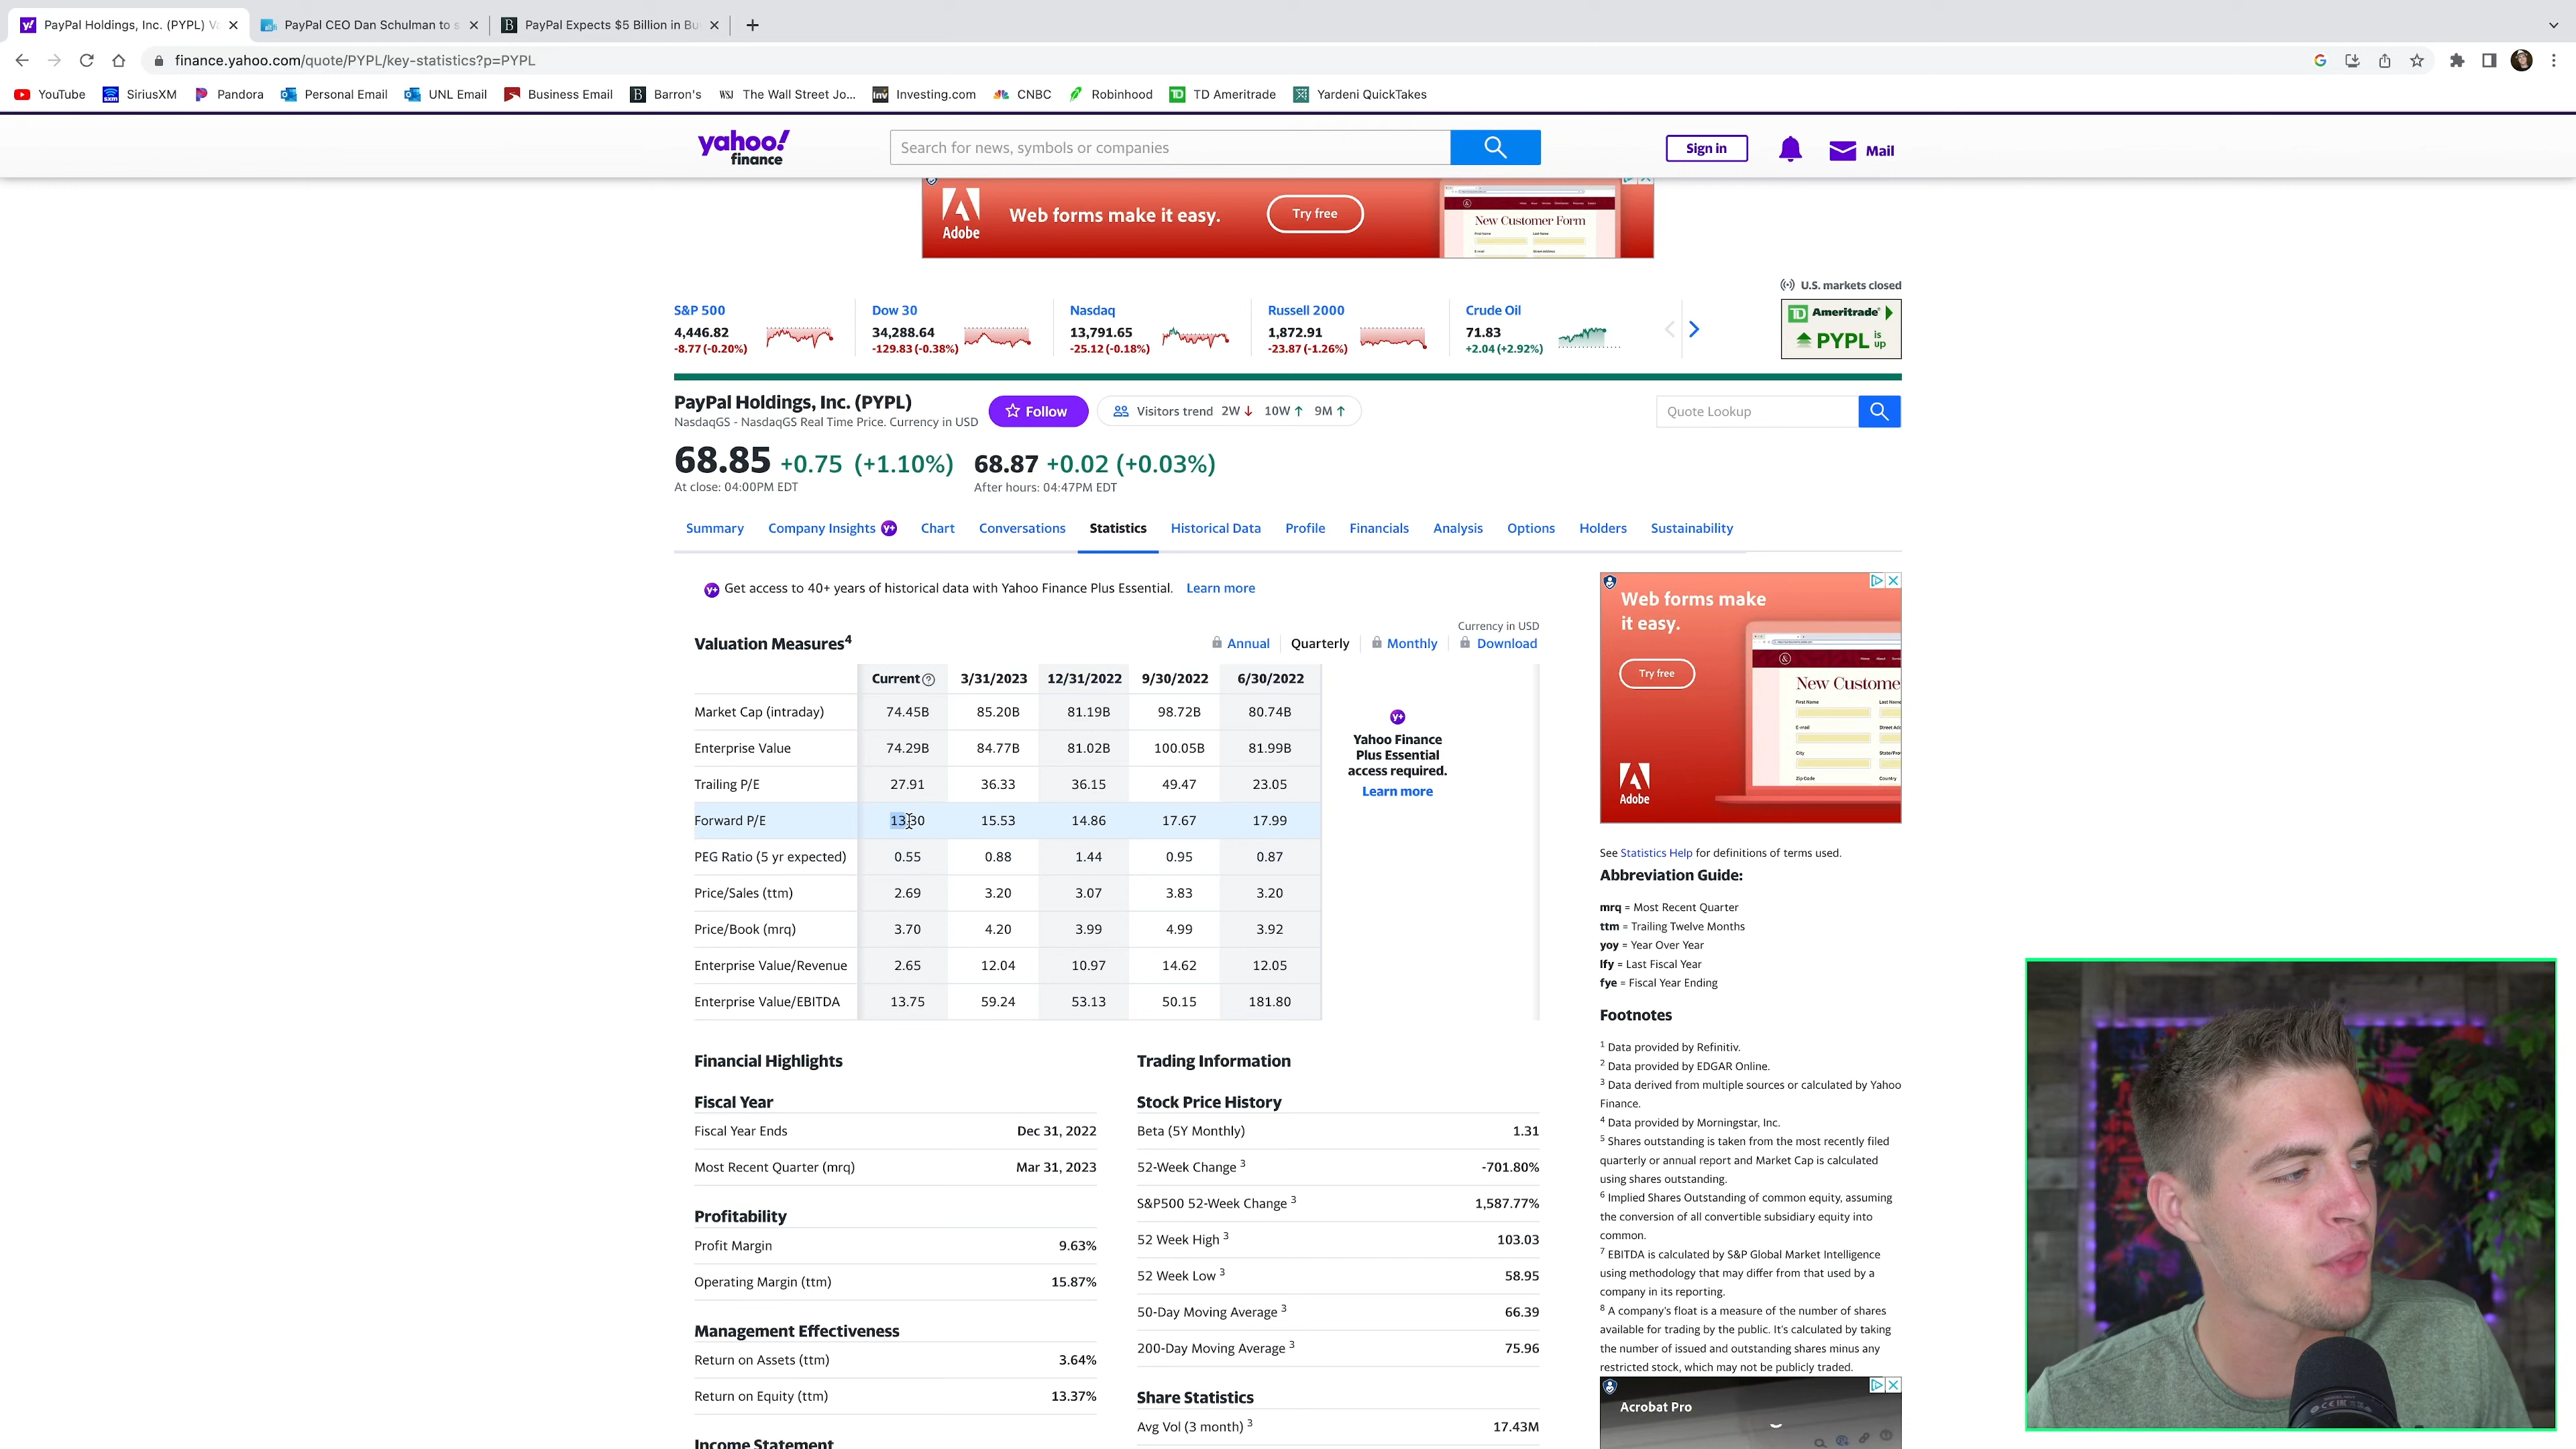 PayPal Holdings, Inc. (PYPL) Va
PayPal CEO Dan Schulman to s
PayPal Expects $5 Billion in Bu
finance.yahoo.com/quote/PYPL/key-statistics?p=PYPL
YouTube SiriusXM Pandora Personal Email UNL Email Business Email Barron's The Wall Street Jo... Investing.com CNBC Robinhood TD Ameritrade Yardeni QuickTakes
yahoo!
finance
Search for news, symbols or companies
Sign in
Mail
Adobe
Web forms make it easy.
Try free
New Customer Form
U.S. markets closed
S&P 500 Dow 30 Nasdaq Russell 2000 Crude Oil
4,446.82 34,288.64 13,791.65 1,872.91 71.83
-8.77 (-0.20%) -129.83 (-0.38%) -25.12 (-0.18%) -23.87 (-1.26%) +2.04 (+2.92%)
TD Ameritrade
PYPL is up
PayPal Holdings, Inc. (PYPL)
NasdaqGS - NasdaqGS Real Time Price. Currency in USD
Follow
Visitors trend 2W↓ 10W↑ 9M↑
Quote Lookup
68.85 +0.75 (+1.10%) 68.87 +0.02 (+0.03%)
At close: 04:00PM EDT After hours: 04:47PM EDT
Summary Company Insights Y+ Chart Conversations Statistics Historical Data Profile Financials Analysis Options Holders Sustainability
Y+ Get access to 40+ years of historical data with Yahoo Finance Plus Essential. Learn more
Currency in USD
Valuation Measures4
Annual Quarterly Monthly Download
Current 3/31/2023 12/31/2022 9/30/2022 6/30/2022
Market Cap (intraday) 74.45B 85.20B 81.19B 98.72B 80.74B
Enterprise Value 74.29B 84.77B 81.02B 100.05B 81.99B
Trailing P/E 27.91 36.33 36.15 49.47 23.05
Forward P/E 13.30 15.53 14.86 17.67 17.99
PEG Ratio (5 yr expected) 0.55 0.88 1.44 0.95 0.87
Price/Sales (ttm) 2.69 3.20 3.07 3.83 3.20
Price/Book (mrq) 3.70 4.20 3.99 4.99 3.92
Enterprise Value/Revenue 2.65 12.04 10.97 14.62 12.05
Enterprise Value/EBITDA 13.75 59.24 53.13 50.15 181.80
Y+
Yahoo Finance
Plus Essential
access required.
Learn more
Financial Highlights
Fiscal Year
Fiscal Year Ends Dec 31, 2022
Most Recent Quarter (mrq) Mar 31, 2023
Profitability
Profit Margin 9.63%
Operating Margin (ttm) 15.87%
Management Effectiveness
Return on Assets (ttm) 3.64%
Return on Equity (ttm) 13.37%
Income Statement
Trading Information
Stock Price History
Beta (5Y Monthly) 1.31
52-Week Change 3 -701.80%
S&P500 52-Week Change 3 1,587.77%
52 Week High 3 103.03
52 Week Low 3 58.95
50-Day Moving Average 3 66.39
200-Day Moving Average 3 75.96
Share Statistics
Avg Vol (3 month) 3 17.43M
Web forms make
it easy.
Try free
New Custome
Adobe
See Statistics Help for definitions of terms used.
Abbreviation Guide:
mrq = Most Recent Quarter
ttm = Trailing Twelve Months
yoy = Year Over Year
lfy = Last Fiscal Year
fye = Fiscal Year Ending
Footnotes
1 Data provided by Refinitiv.
2 Data provided by EDGAR Online.
3 Data derived from multiple sources or calculated by Yahoo
Finance.
4 Data provided by Morningstar, Inc.
5 Shares outstanding is taken from the most recently filed
quarterly or annual report and Market Cap is calculated
using shares outstanding.
6 Implied Shares Outstanding of common equity, assuming
the conversion of all convertible subsidiary equity into
common.
7 EBITDA is calculated by S&P Global Market Intelligence
using methodology that may differ from that used by a
company in its reporting.
8 A company's float is a measure of the number of shares
available for trading by the public. It's calculated by taking
the number of issued and outstanding shares minus any
restricted stock, which may not be publicly traded.
Acrobat Pro